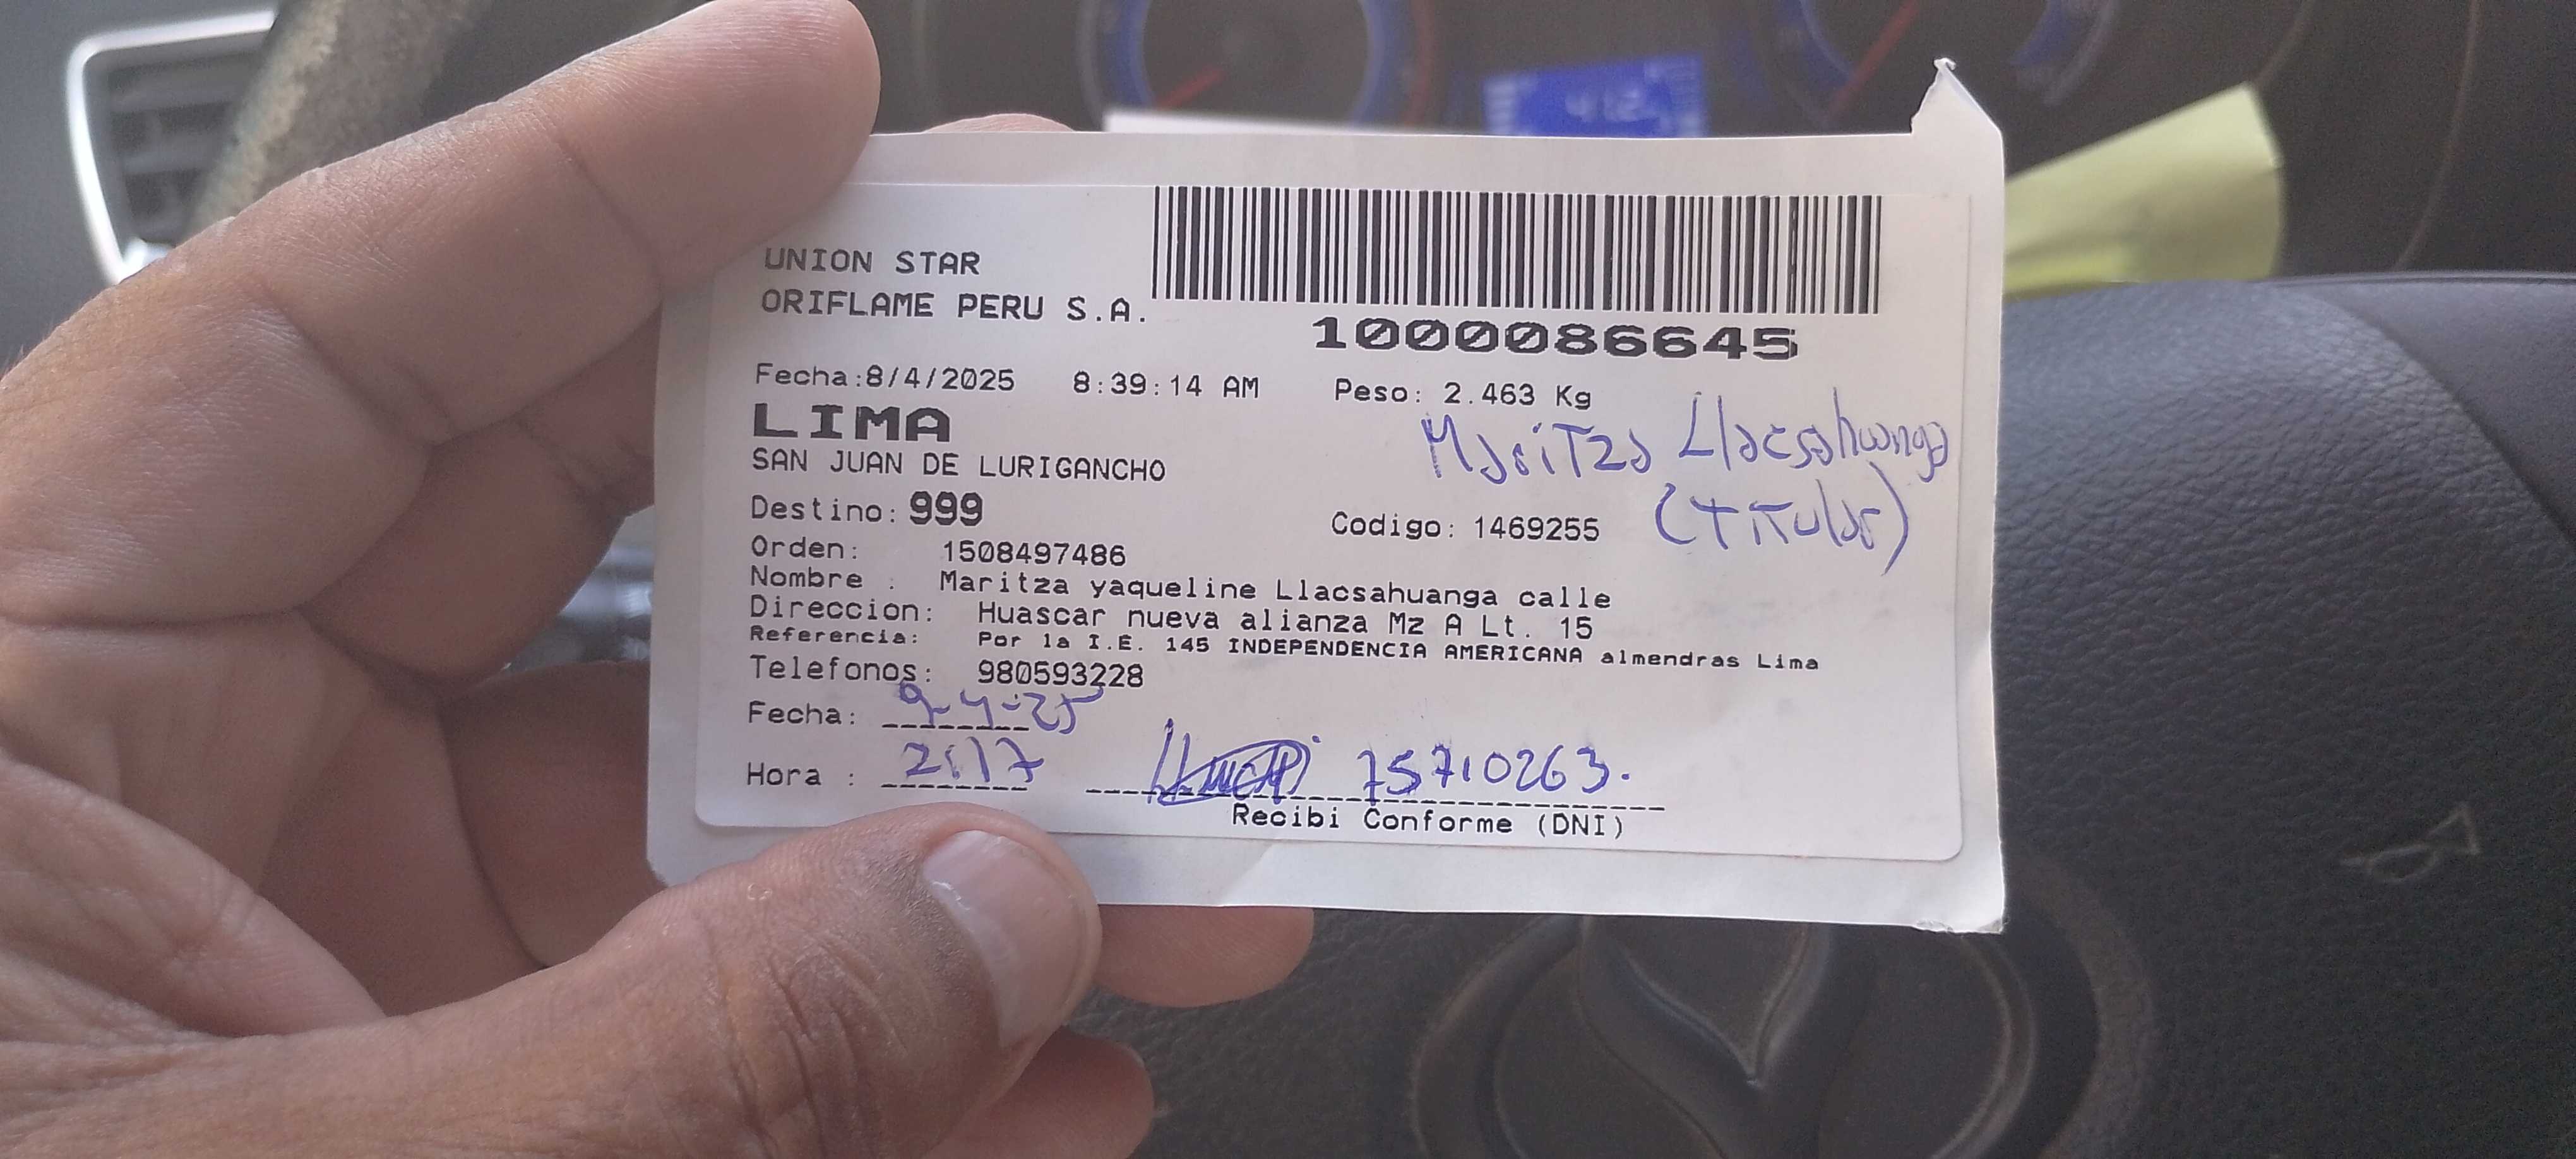 UNION STAR
ORIFLAME PERU S.A.
1000086645
Fecha:8/4/2025 8:39:14 AM Peso: 2.463 Kg
LIMA
Maritza Llacsahuanga
SAN JUAN DE LURIGANCHO
(Titular)
Destino: 999
Codigo: 1469255
Orden: 1508497486
Nombre : Maritza yaqueline Llacsahuanga calle
Direccion: Huascar nueva alianza Mz A Lt. 15
Referencia: Por la I.E. 145 INDEPENDENCIA AMERICANA almendras Lima
Telefonos: 980593228
Fecha: 9-4-25
Hora : 2:17 75710263.
Recibi Conforme (DNI)